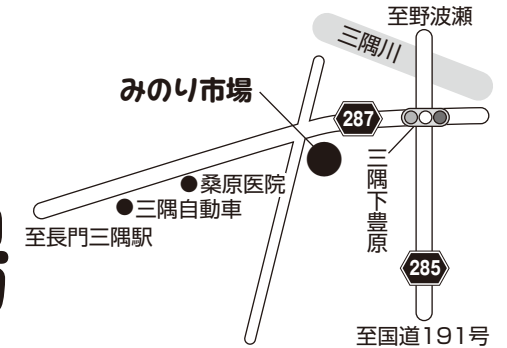 至野波瀬
三隅川
みのり市場
287
三隅下豊原
桑原医院
三隅自動車
至長門三隅駅
285
至国道191号